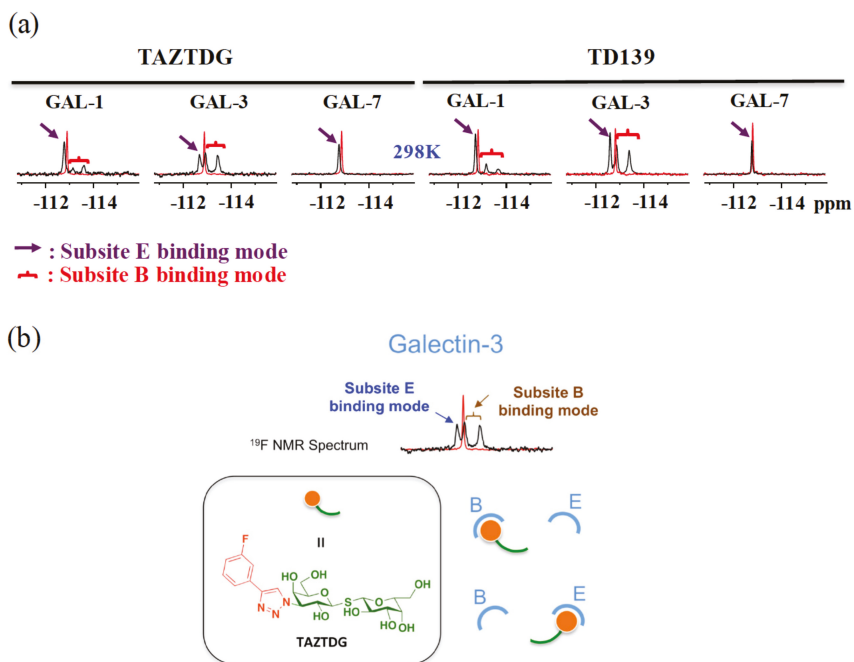 (a)
TAZTDG TD139
GAL-1 GAL-3 GAL-7 GAL-1 GAL-3 GAL-7
298K
-112 -114 -112 -114 -112 -114 -112 -114 -112 -114 -112 -114 ppm
: Subsite E binding mode
: Subsite B binding mode
(b)
Galectin-3
Subsite E
binding mode
Subsite B
binding mode
19F NMR Spectrum
B E
F
OH
HO OH
O
N
N
N
HO
S
O
OH
HO
HO
OH
TAZTDG
B E